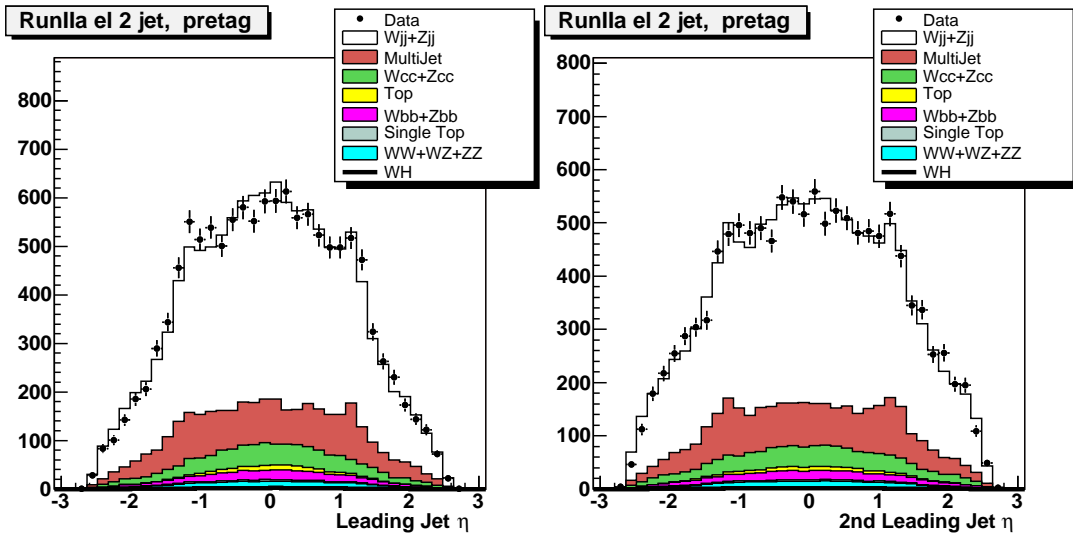 RunIIa el 2 jet, pretag
Data
Wjj+Zjj
MultiJet
Wcc+Zcc
Top
Wbb+Zbb
Single Top
WW+WZ+ZZ
WH
800
700
600
500
400
300
200
100
0
-3 -2 -1 0 1 2 3
Leading Jet η
RunIIa el 2 jet, pretag
Data
Wjj+Zjj
MultiJet
Wcc+Zcc
Top
Wbb+Zbb
Single Top
WW+WZ+ZZ
WH
800
700
600
500
400
300
200
100
0
-3 -2 -1 0 1 2 3
2nd Leading Jet η